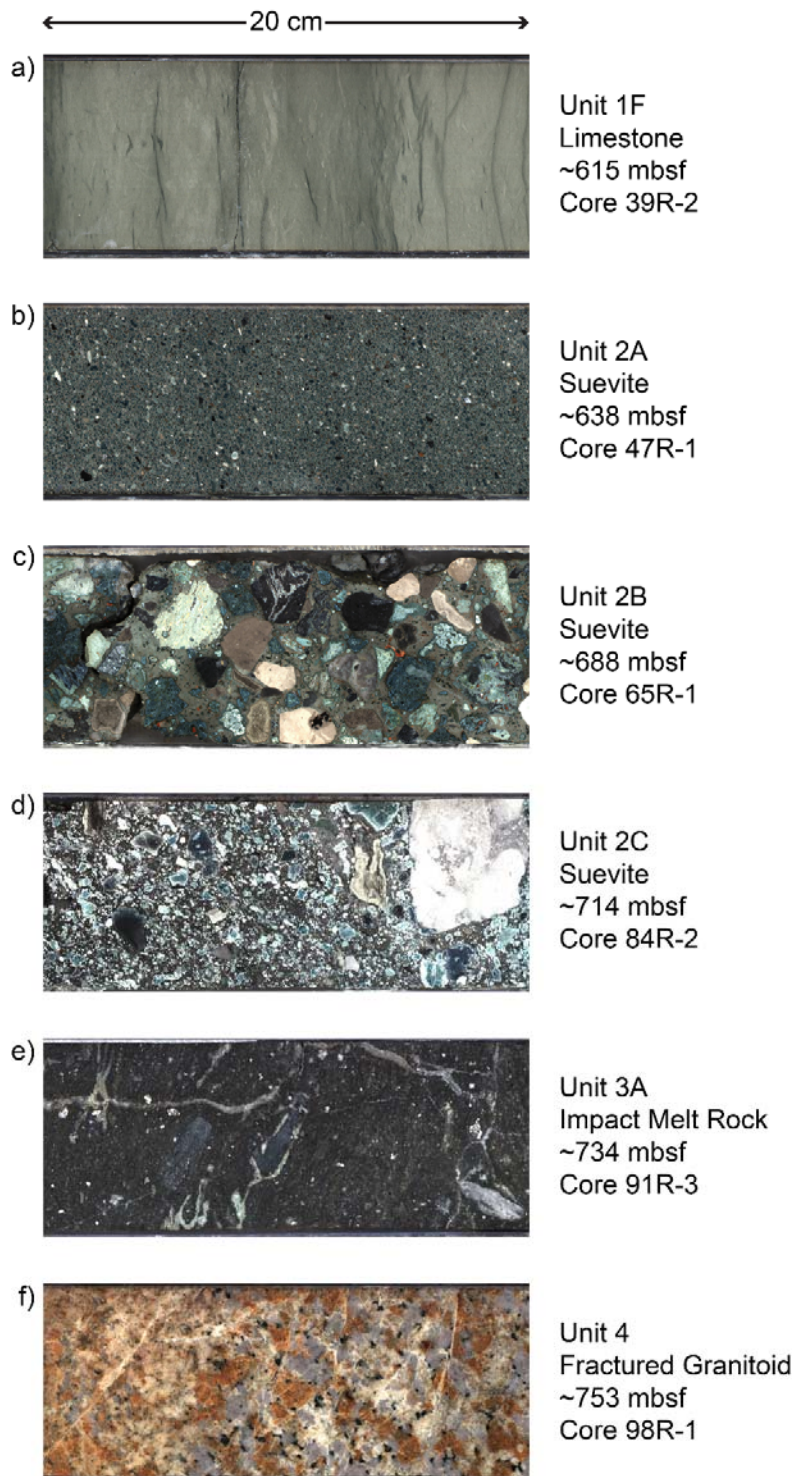 20 cm
a)
Unit 1F
Limestone
~615 mbsf
Core 39R-2
b)
Unit 2A
Suevite
~638 mbsf
Core 47R-1
c)
Unit 2B
Suevite
~688 mbsf
Core 65R-1
d)
Unit 2C
Suevite
~714 mbsf
Core 84R-2
e)
Unit 3A
Impact Melt Rock
~734 mbsf
Core 91R-3
f)
Unit 4
Fractured Granitoid
~753 mbsf
Core 98R-1